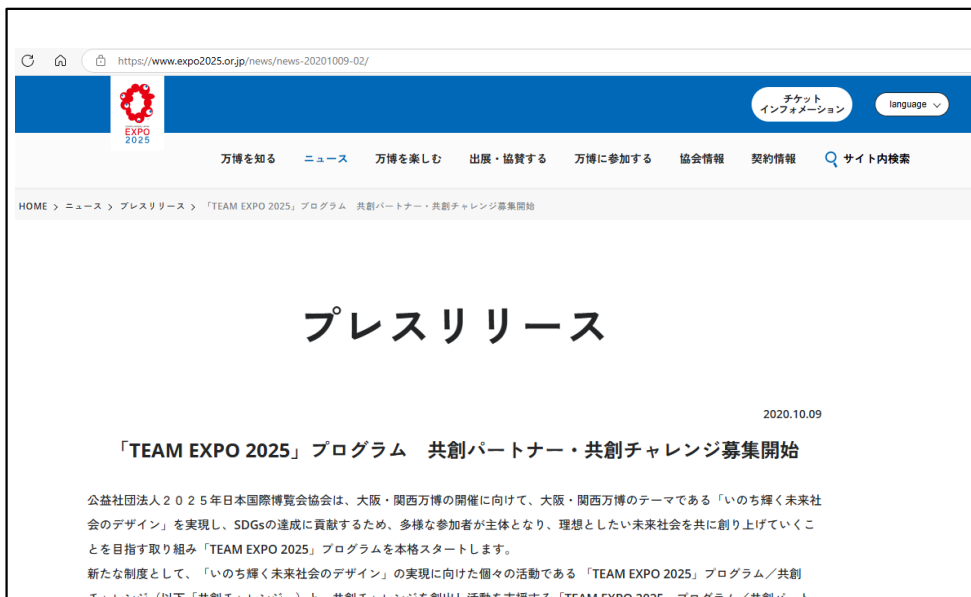 https://www.expo2025.or.jp/news/news-20201009-02/
EXPO
2025
チケット
インフォメーション
language
万博を知る ニュース 万博を楽しむ 出展・協賛する 万博に参加する 協会情報 契約情報 サイト内検索
HOME > ニュース > プレスリリース > 「TEAM EXPO 2025」プログラム 共創パートナー・共創チャレンジ募集開始
プレスリリース
2020.10.09
「TEAM EXPO 2025」プログラム 共創パートナー・共創チャレンジ募集開始
公益社団法人２０２５年日本国際博覧会協会は、大阪・関西万博の開催に向けて、大阪・関西万博のテーマである「いのち輝く未来社
会のデザイン」を実現し、SDGsの達成に貢献するため、多様な参加者が主体となり、理想としたい未来社会を共に創り上げていくこ
とを目指す取り組み「TEAM EXPO 2025」プログラムを本格スタートします。
新たな制度として、「いのち輝く未来社会のデザイン」の実現に向けた個々の活動である 「TEAM EXPO 2025」プログラム／共創